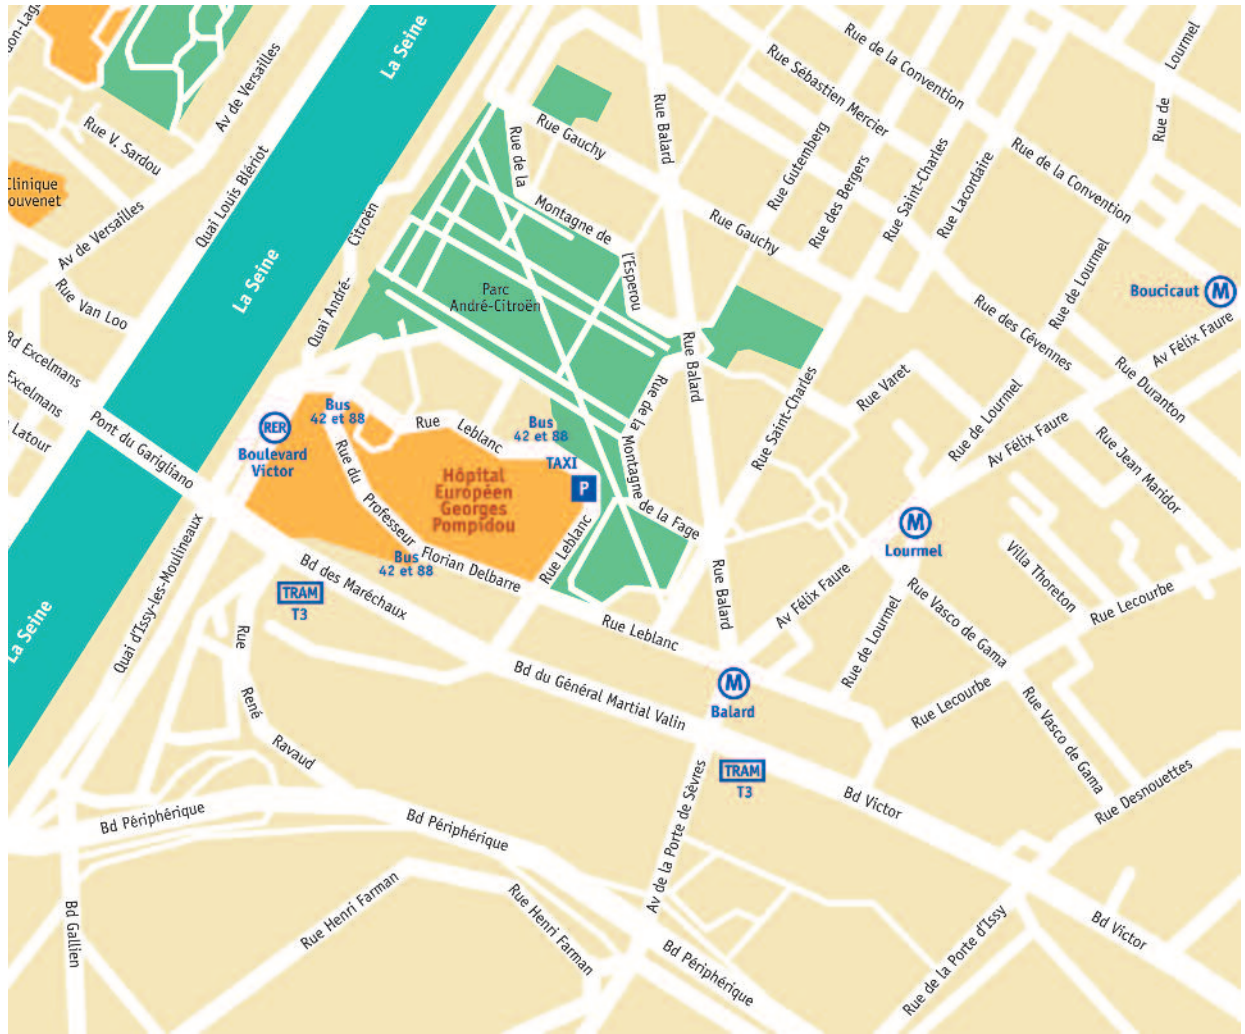 La Seine
Av de Versailles
Rue V. Sardou
Clinique
Quai Louis Blériot
Av de Versailles
Rue Van Loo
La Seine
Bd Excelmans
Excelmans
Latour
Pont du Garigliano
Quai André-
Citroën
Rue Gauchy
Rue de la
Montagne de
l'Esperou
Parc
André-Citroën
Rue Balard
Rue Sébastien Mercier
Rue de la Convention
Rue de
Lourmel
Rue Gutemberg
Rue des Bergers
Rue Saint-Charles
Rue Lacordaire
Rue de la Convention
Rue Gauchy
Rue de Lourmel
Boucicaut
M
Rue des Cévennes
Av Félix Faure
Rue Balard
Rue Varet
Rue Duranton
Rue de Lourmel
Av Félix Faure
Rue Jean Maridor
Rue Saint-Charles
Rue de la
Montagne
de la Fage
RER
Boulevard
Victor
Bus
42 et 88
Rue
Leblanc
Bus
42 et 88
TAXI
P
Hôpital
Européen
Georges
Pompidou
Rue du
Professeur
Florian Delbarre
Bus
42 et 88
Rue Leblanc
M
Lourmel
Villa Thoreton
Rue Lecourbe
Bd des Maréchaux
TRAM
T3
Quai d'Issy-les-Moulineaux
La Seine
Rue
René
Ravaud
Rue Leblanc
Rue Balard
Av Félix Faure
Rue de Lourmel
Rue Vasco de Gama
Rue Lecourbe
Rue Vasco de Gama
Bd du Général Martial Valin
M
Balard
TRAM
T3
Bd Victor
Rue Desnouettes
Bd Périphérique
Bd Périphérique
Av de la Porte de Sèvres
Bd Gallien
Rue Henri Farman
Rue Henri Farman
Bd Périphérique
Rue de la Porte d'Issy
Bd Victor